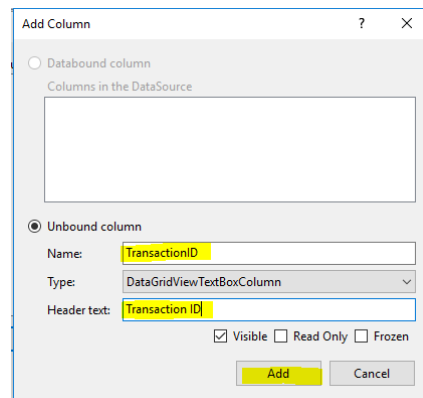 Add Column ? ×
Databound column
Columns in the DataSource
Unbound column
Name: TransactionID
Type: DataGridViewTextBoxColumn
Header text: Transaction ID
Visible Read Only Frozen
Add Cancel